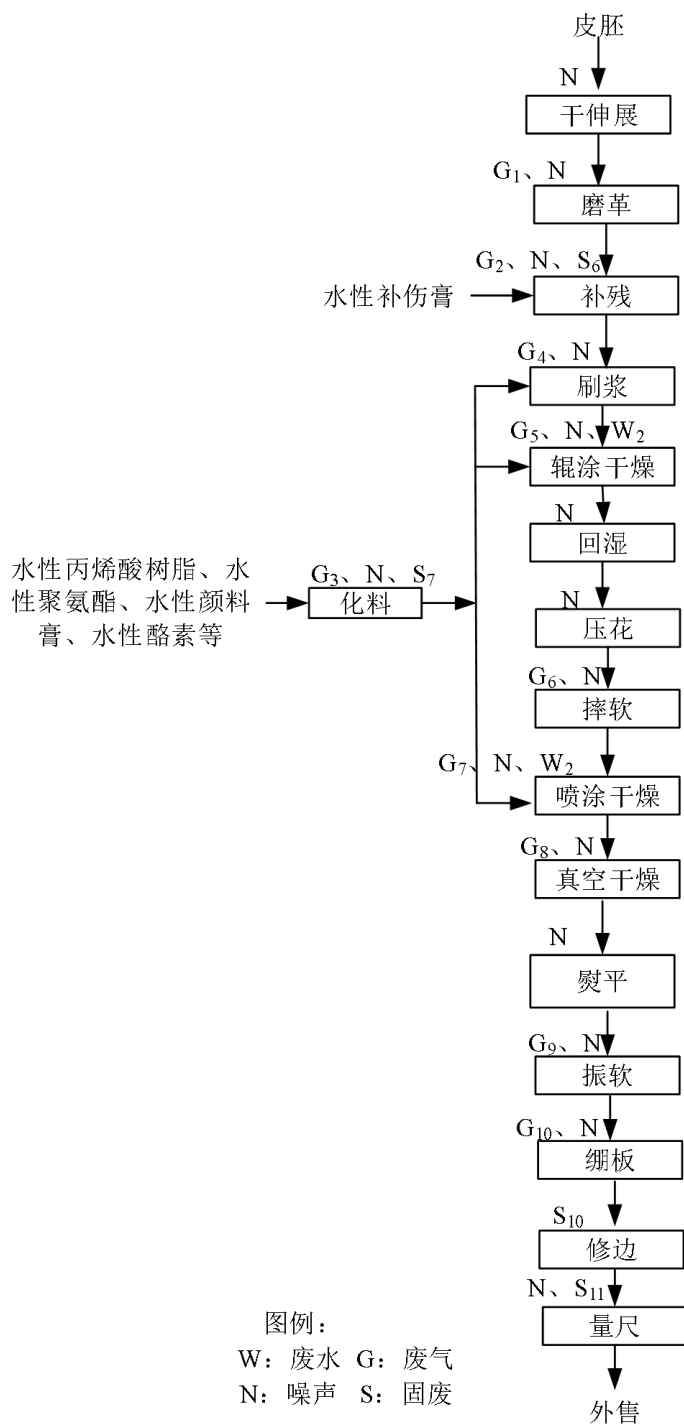 皮胚
N
干伸展
G₁、N
磨革
G₂、N、S₆
水性补伤膏
补残
G₄、N
刷浆
G₅、N、W₂
辊涂干燥
N
回湿
水性丙烯酸树脂、水
性聚氨酯、水性颜料
膏、水性酪素等
G₃、N、S₇
化料
N
压花
G₆、N
摔软
G₇、N、W₂
喷涂干燥
G₈、N
真空干燥
N
熨平
G₉、N
振软
G₁₀、N
绷板
S₁₀
修边
N、S₁₁
量尺
外售
图例：
W：废水 G：废气
N：噪声 S：固废